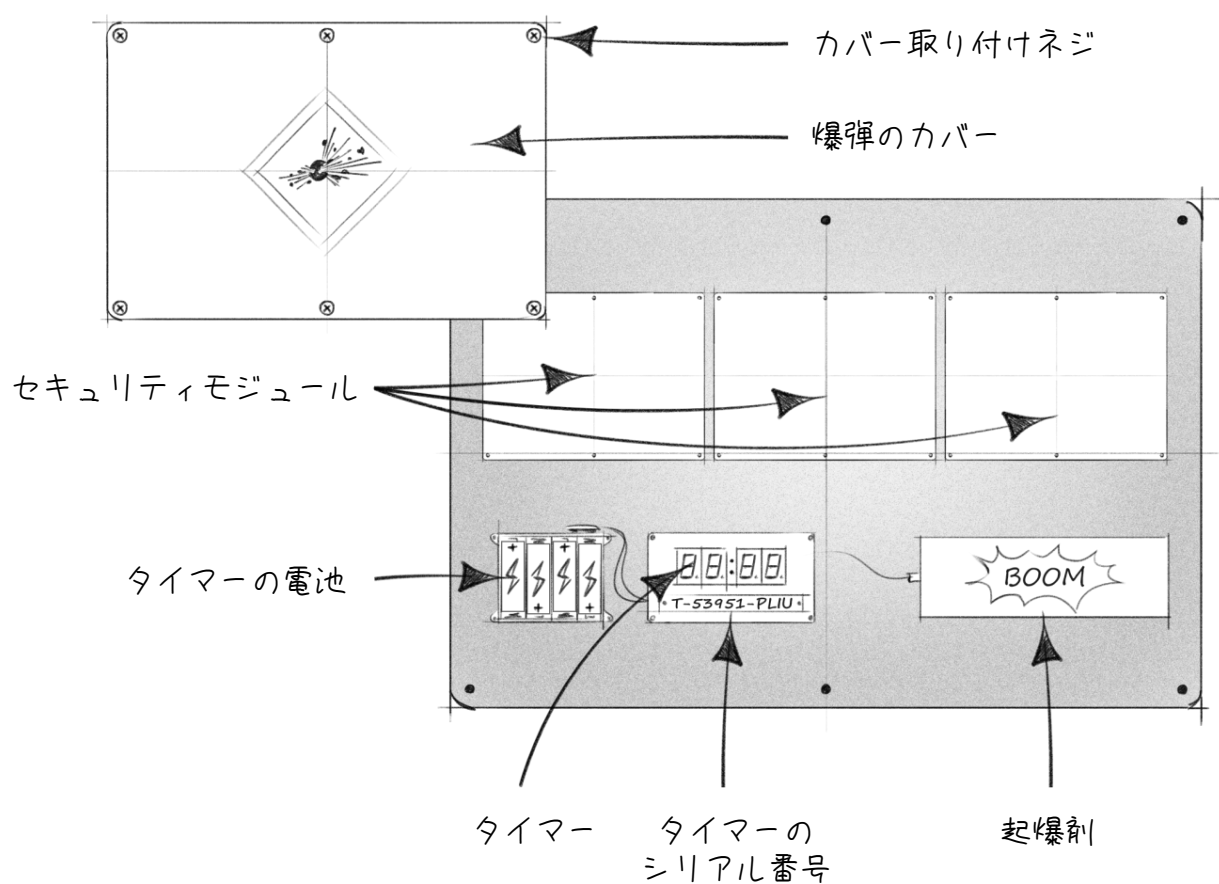 カバー取り付けネジ
爆弾のカバー
セキュリティモジュール
タイマーの電池
88:88
T-53951-PLIU
BOOM
タイマー
タイマーの
シリアル番号
起爆剤